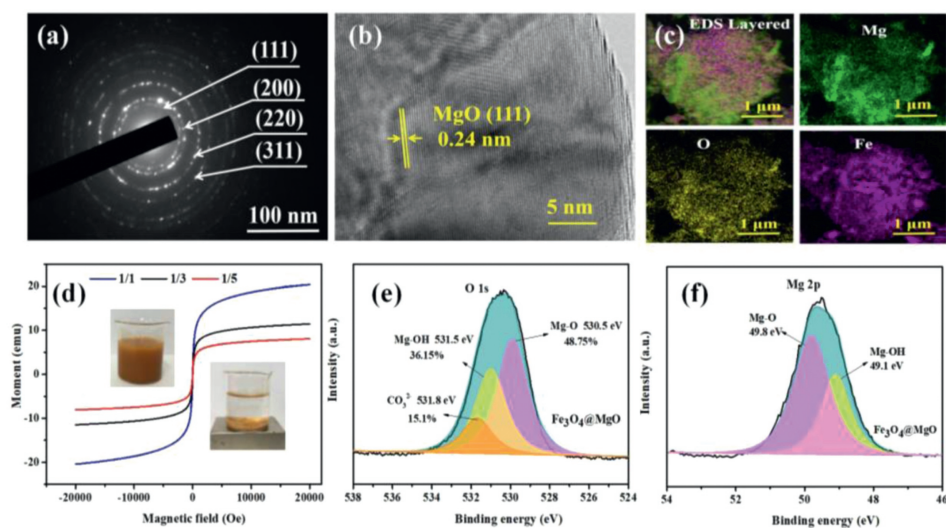 (a)
(111)
(200)
(220)
(311)
100 nm
(b)
MgO (111)
0.24 nm
5 nm
(c)
EDS Layered
1 μm
Mg
1 μm
O
1 μm
Fe
1 μm
(d)
1/1 1/3 1/5
Moment (emu)
20
10
0
-10
-20
-20000 -10000 0 10000 20000
Magnetic field (Oe)
(e)
O 1s
Intensity (a.u.)
Mg-OH 531.5 eV
36.15%
Mg-O 530.5 eV
48.75%
CO₃²⁻ 531.8 eV
15.1%
Fe₃O₄@MgO
538 536 534 532 530 528 526 524
Binding energy (eV)
(f)
Mg 2p
Intensity (a.u.)
Mg-O
49.8 eV
Mg-OH
49.1 eV
Fe₃O₄@MgO
54 52 50 48 46
Binding energy (eV)